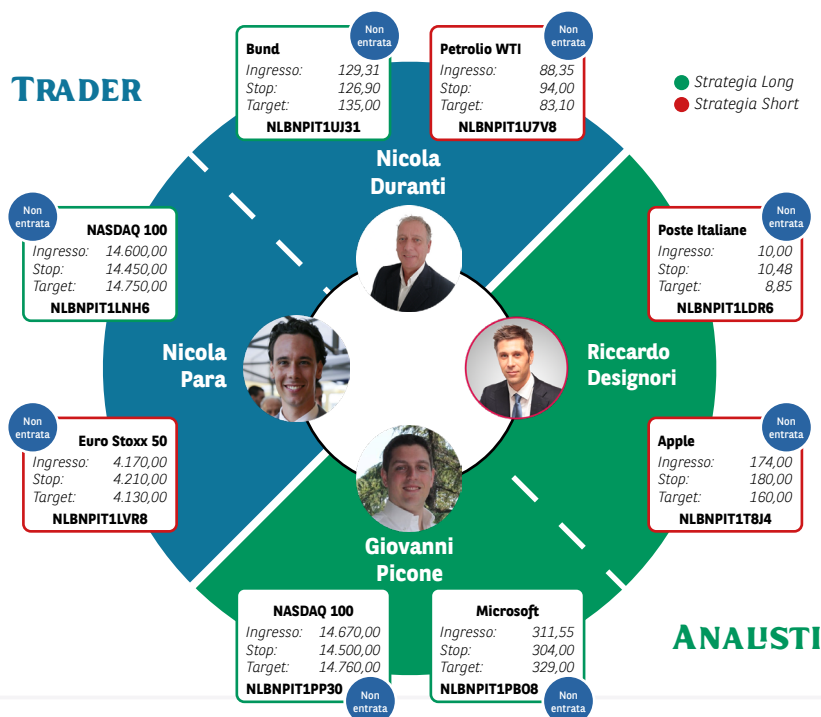 TRADER
Non
entrata
Bund
Ingresso: 129,31
Stop: 126,90
Target: 135,00
NLBNPIT1UJ31
Non
entrata
Petrolio WTI
Ingresso: 88,35
Stop: 94,00
Target: 83,10
NLBNPIT1U7V8
Strategia Long
Strategia Short
Nicola
Duranti
Non
entrata
NASDAQ 100
Ingresso: 14.600,00
Stop: 14.450,00
Target: 14.750,00
NLBNPIT1LNH6
Non
entrata
Poste Italiane
Ingresso: 10,00
Stop: 10,48
Target: 8,85
NLBNPIT1LDR6
Nicola
Para
Riccardo
Designori
Non
entrata
Euro Stoxx 50
Ingresso: 4.170,00
Stop: 4.210,00
Target: 4.130,00
NLBNPIT1LVR8
Non
entrata
Apple
Ingresso: 174,00
Stop: 180,00
Target: 160,00
NLBNPIT1T8J4
Giovanni
Picone
NASDAQ 100
Ingresso: 14.670,00
Stop: 14.500,00
Target: 14.760,00
NLBNPIT1PP30
Non
entrata
Microsoft
Ingresso: 311,55
Stop: 304,00
Target: 329,00
NLBNPIT1PBO8
Non
entrata
ANALISTI